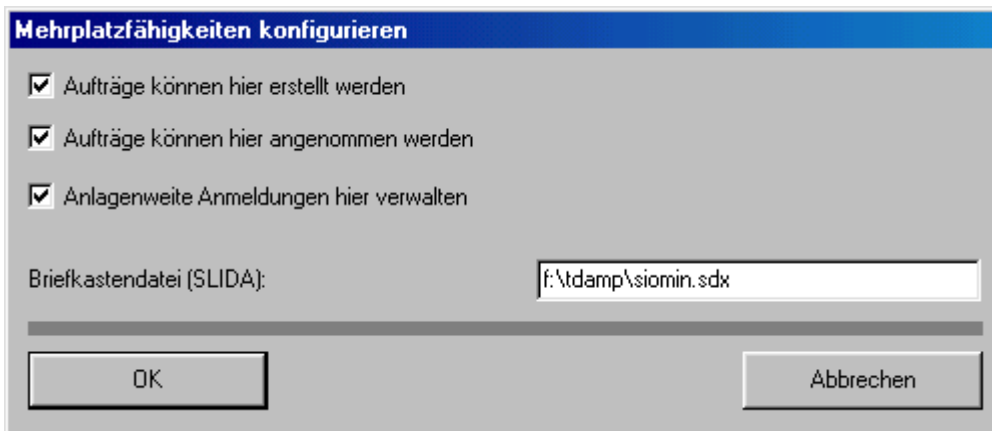 Mehrplatzfähigkeiten konfigurieren
Aufträge können hier erstellt werden
Aufträge können hier angenommen werden
Anlagenweite Anmeldungen hier verwalten
Briefkastendatei (SLIDA): f:\tdamp\siomin.sdx
OK Abbrechen